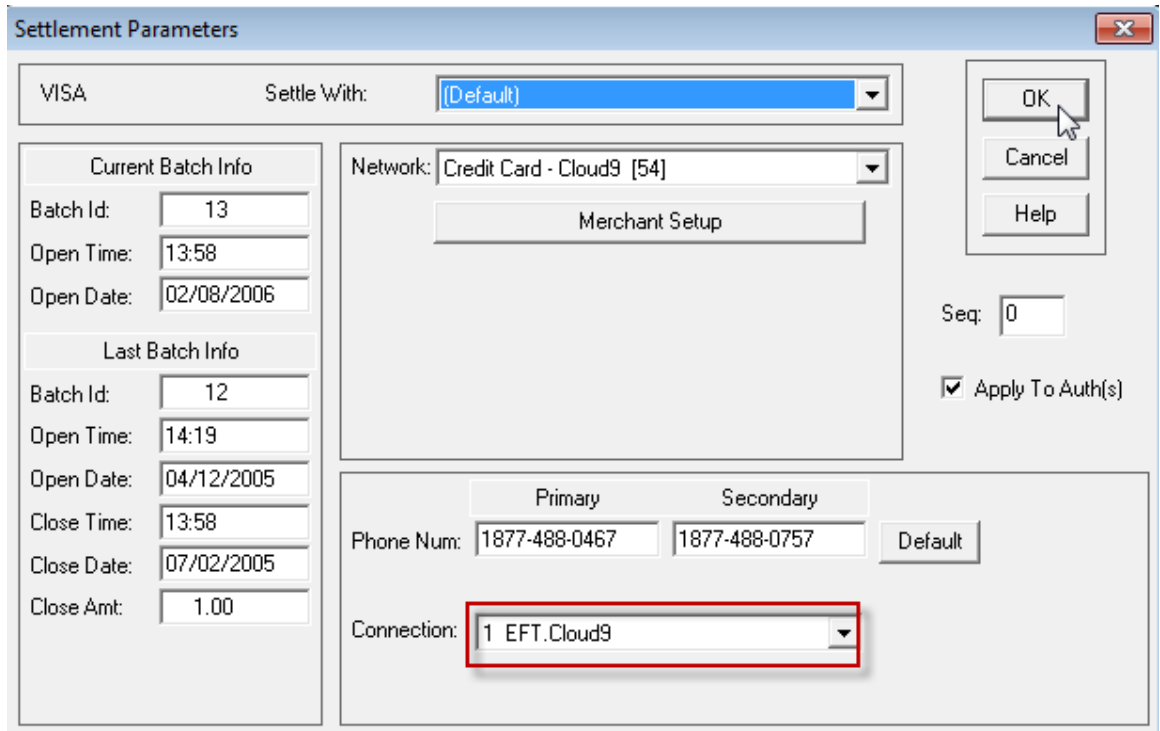 Settlement Parameters
VISA Settle With: (Default)
OK
Cancel
Help
Current Batch Info
Batch Id: 13
Open Time: 13:58
Open Date: 02/08/2006
Last Batch Info
Batch Id: 12
Open Time: 14:19
Open Date: 04/12/2005
Close Time: 13:58
Close Date: 07/02/2005
Close Amt: 1.00
Network: Credit Card - Cloud9 [54]
Merchant Setup
Seq: 0
Apply To Auth(s)
Primary Secondary
Phone Num: 1877-488-0467 1877-488-0757 Default
Connection: 1 EFT.Cloud9